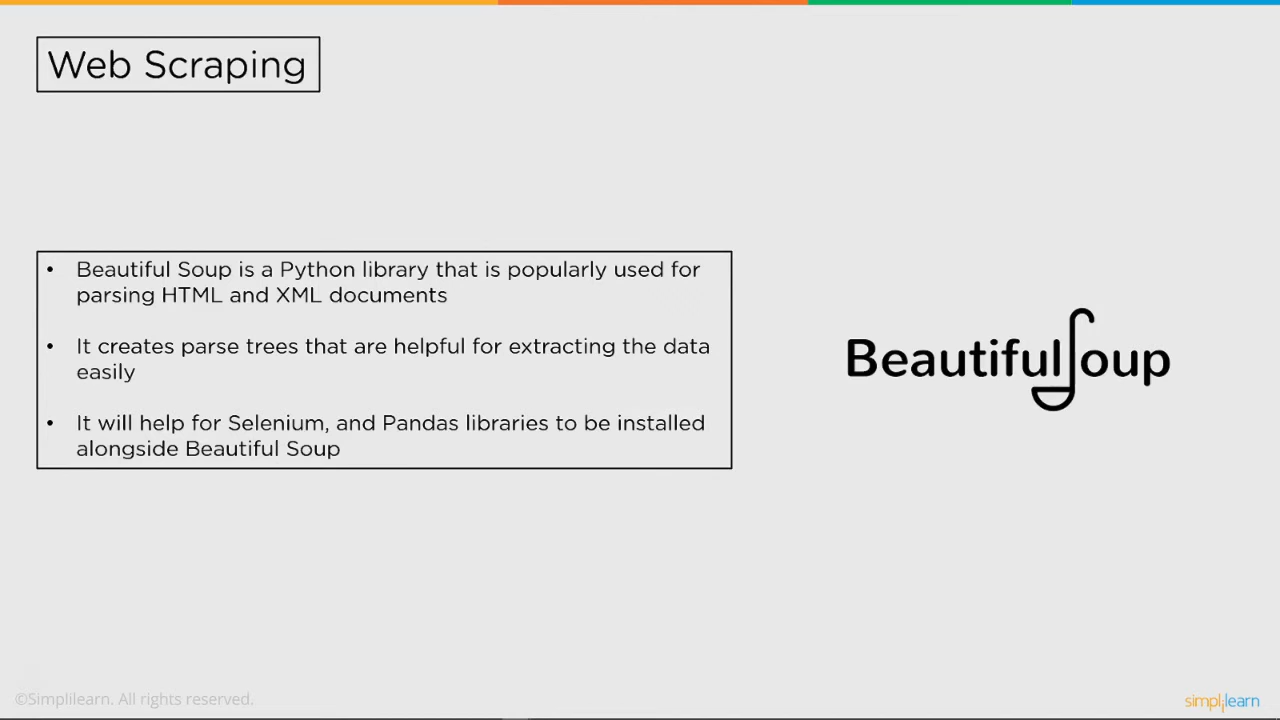 Web Scraping
• Beautiful Soup is a Python library that is popularly used for
parsing HTML and XML documents
• It creates parse trees that are helpful for extracting the data
easily
• It will help for Selenium, and Pandas libraries to be installed
alongside Beautiful Soup
BeautifulSoup
©Simplilearn. All rights reserved.
simplilearn